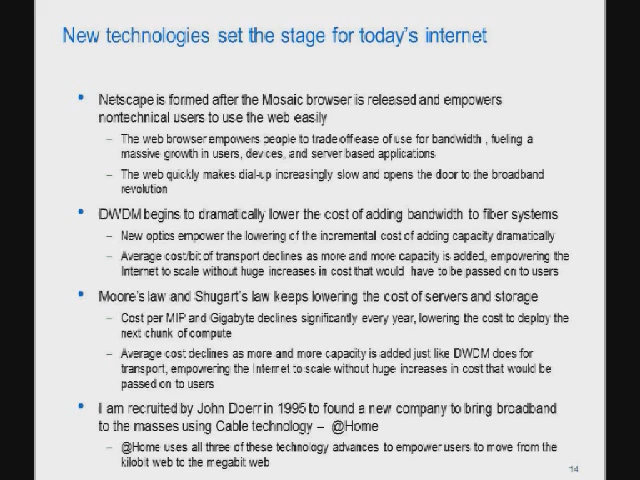 New technologies set the stage for today's internet
• Netscape is formed after the Mosaic browser is released and empowers
nontechnical users to use the web easily
– The web browser empowers people to trade off ease of use for bandwidth , fueling a
massive growth in users, devices, and server based applications
– The web quickly makes dial-up increasingly slow and opens the door to the broadband
revolution
• DWDM begins to dramatically lower the cost of adding bandwidth to fiber systems
– New optics empower the lowering of the incremental cost of adding capacity dramatically
– Average cost/bit of transport declines as more and more capacity is added, empowering the
Internet to scale without huge increases in cost that would have to be passed on to users
• Moore's law and Shugart's law keeps lowering the cost of servers and storage
– Cost per MIP and Gigabyte declines significantly every year, lowering the cost to deploy the
next chunk of compute
– Average cost declines as more and more capacity is added just like DWDM does for
transport, empowering the Internet to scale without huge increases in cost that would be
passed on to users
• I am recruited by John Doerr in 1995 to found a new company to bring broadband
to the masses using Cable technology – @Home
– @Home uses all three of these technology advances to empower users to move from the
kilobit web to the megabit web
14